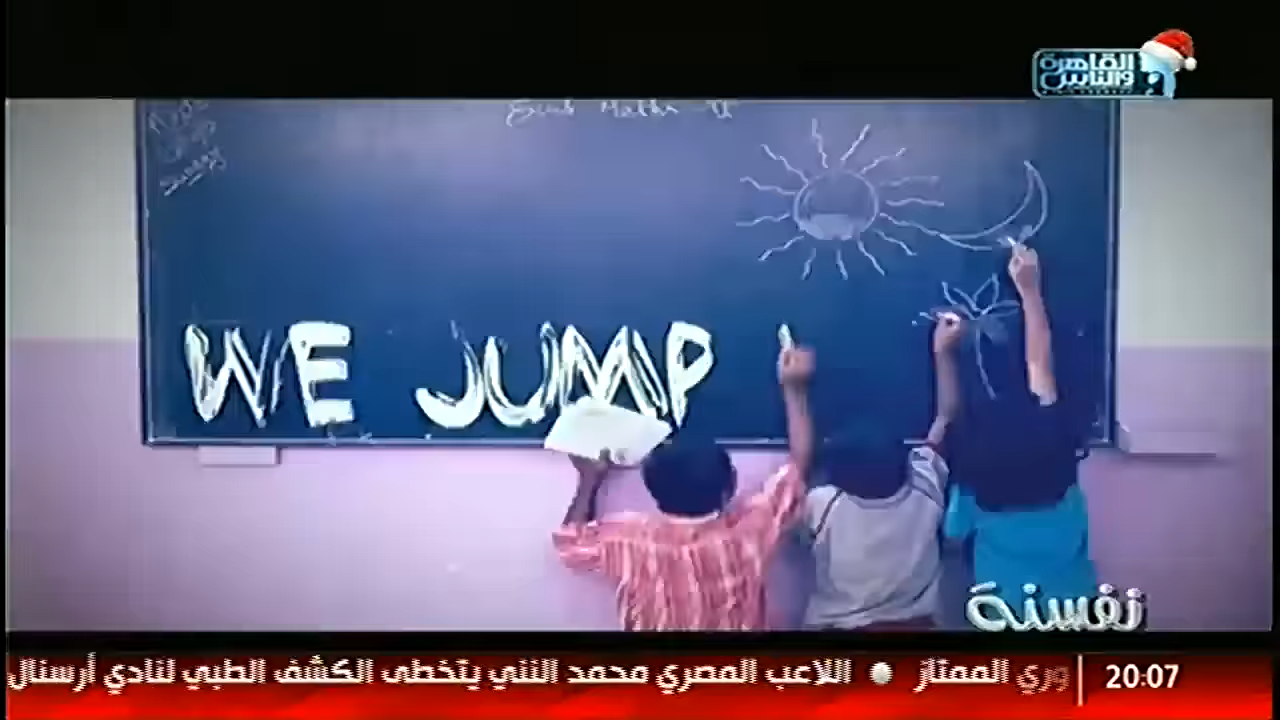 القاهرة
والناس
WE JUMP
نفسنة
20:07 وري الممتاز ● اللاعب المصري محمد النني يتخطى الكشف الطبي لنادي أرسنال